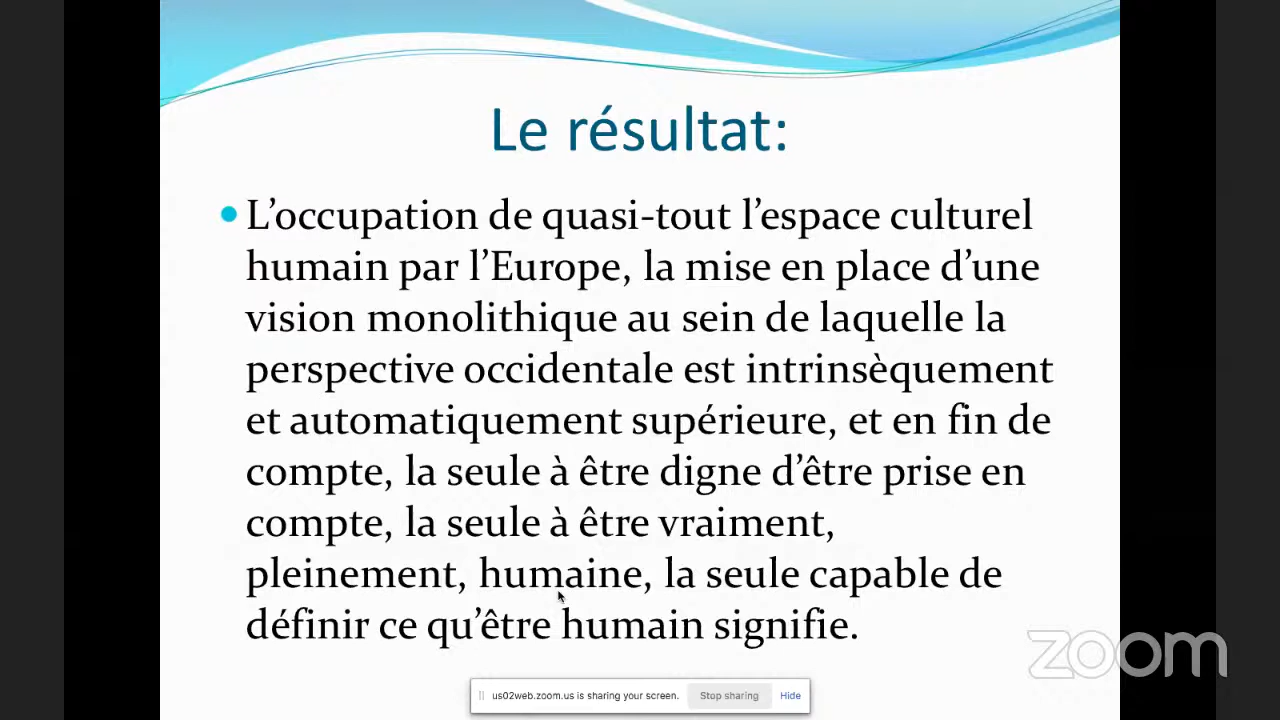 Le résultat:
L’occupation de quasi-tout l’espace culturel
humain par l’Europe, la mise en place d’une
vision monolithique au sein de laquelle la
perspective occidentale est intrinsèquement
et automatiquement supérieure, et en fin de
compte, la seule à être digne d’être prise en
compte, la seule à être vraiment,
pleinement, humaine, la seule capable de
définir ce qu’être humain signifie.
zoom
us02web.zoom.us is sharing your screen. Stop sharing Hide